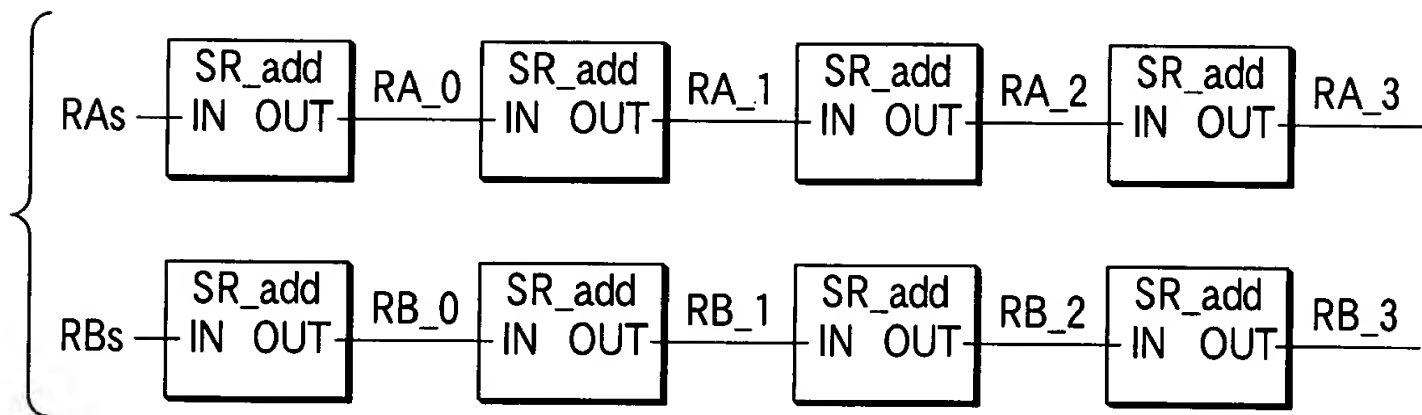 SR_add SR_add SR_add SR_add
RAs IN OUT RA_0 IN OUT RA_1 IN OUT RA_2 IN OUT RA_3
SR_add SR_add SR_add SR_add
RBs IN OUT RB_0 IN OUT RB_1 IN OUT RB_2 IN OUT RB_3